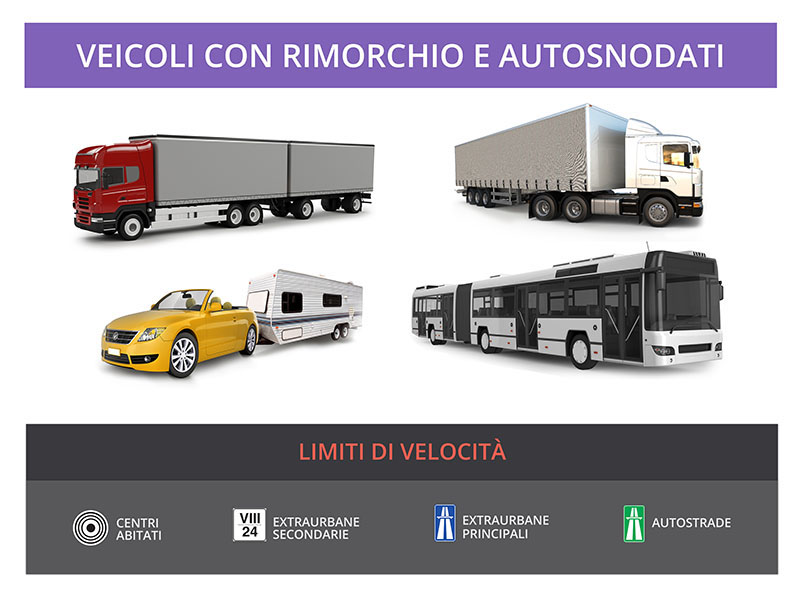 VEICOLI CON RIMORCHIO E AUTOSNODATI
LIMITI DI VELOCITÀ
CENTRI
ABITATI
VIII
24
EXTRAURBANE
SECONDARIE
EXTRAURBANE
PRINCIPALI
AUTOSTRADE